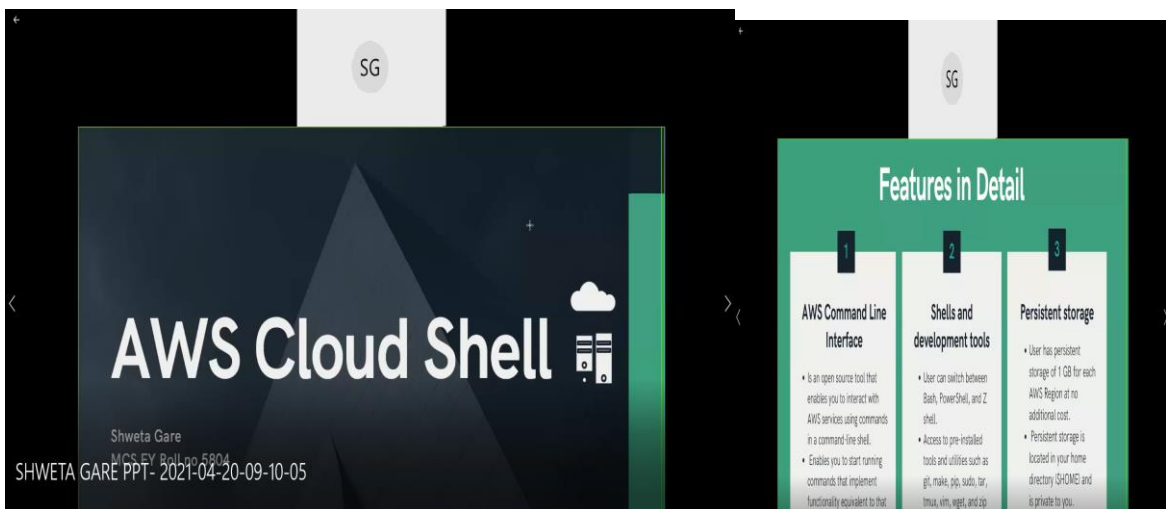 SG
AWS Cloud Shell
Shweta Gare
MCS FY Roll no 5804
SHWETA GARE PPT- 2021-04-20-09-10-05
SG
Features in Detail
1
AWS Command Line
Interface
• Is an open source tool that
enables you to interact with
AWS services using commands
in a command-line shell.
• Enables you to start running
commands that implement
functionality equivalent to that
2
Shells and
development tools
• User can switch between
Bash, PowerShell, and Z
shell.
• Access to pre-installed
tools and utilities such as
git, make, pip, sudo, tar,
tmux, vim, wget, and zip
3
Persistent storage
• User has persistent
storage of 1 GB for each
AWS Region at no
additional cost.
• Persistent storage is
located in your home
directory ($HOME) and
is private to you.